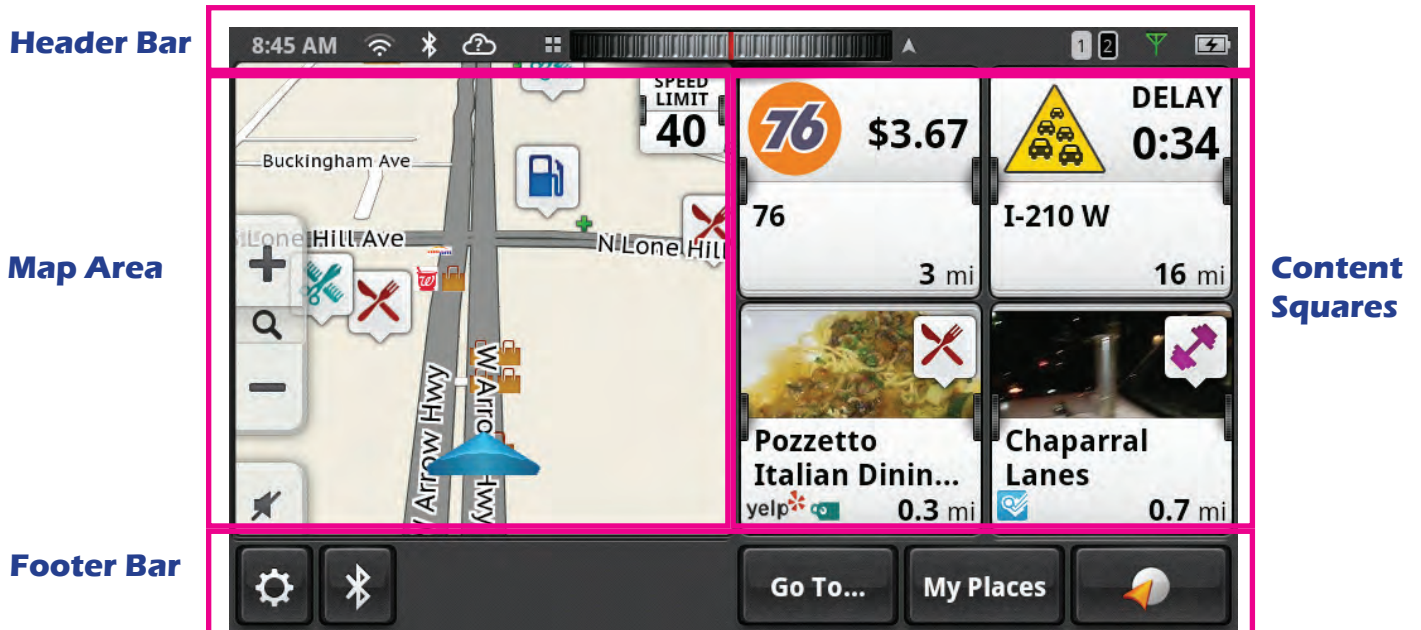 Header Bar
8:45 AM
?
1 2
Map Area
SPEED
LIMIT
40
Buckingham Ave
Lone Hill Ave
N Lone Hill
W Arrow Hwy
W Arro
Hwy
76 $3.67
76
3 mi
DELAY
0:34
I-210 W
16 mi
Pozzetto
Italian Dinin...
yelp 0.3 mi
Chaparral
Lanes
0.7 mi
Content
Squares
Footer Bar
Go To...
My Places